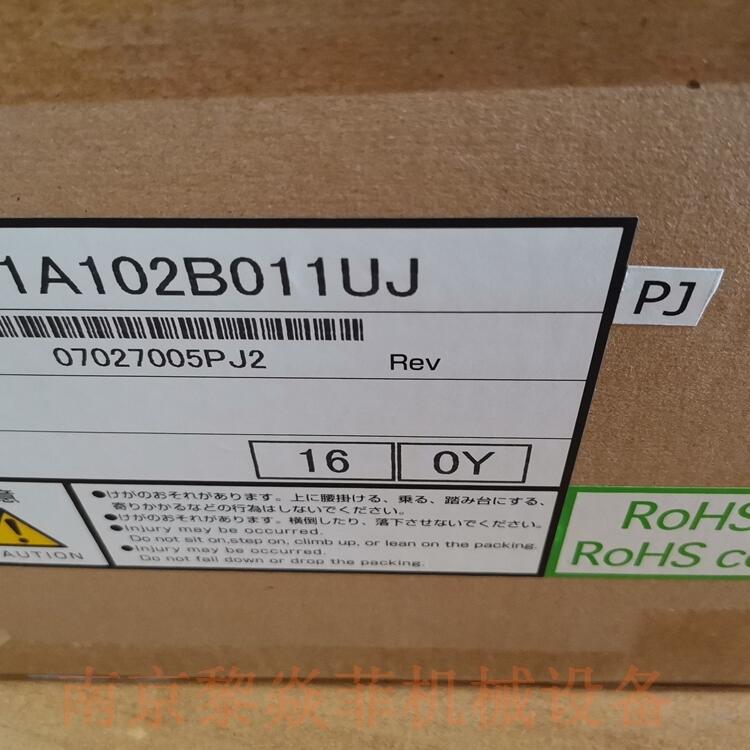 1A102B011UJ
PJ
07027005PJ2 Rev
16 0Y
意
●けがのおそれがあります。上に腰掛ける、乗る、踏み台にする、
寄りかかるなどの行為はしないでください。
●けがのおそれがあります。横倒したり、落下させないでください。
●Injury may be occurred.
Do not sit on,step on, climb up, or lean on the packing.
●Injury may be occurred.
Do not fall down or drop the packing.
AUTION
RoHS
RoHS co
南京黎焱菲机械设备